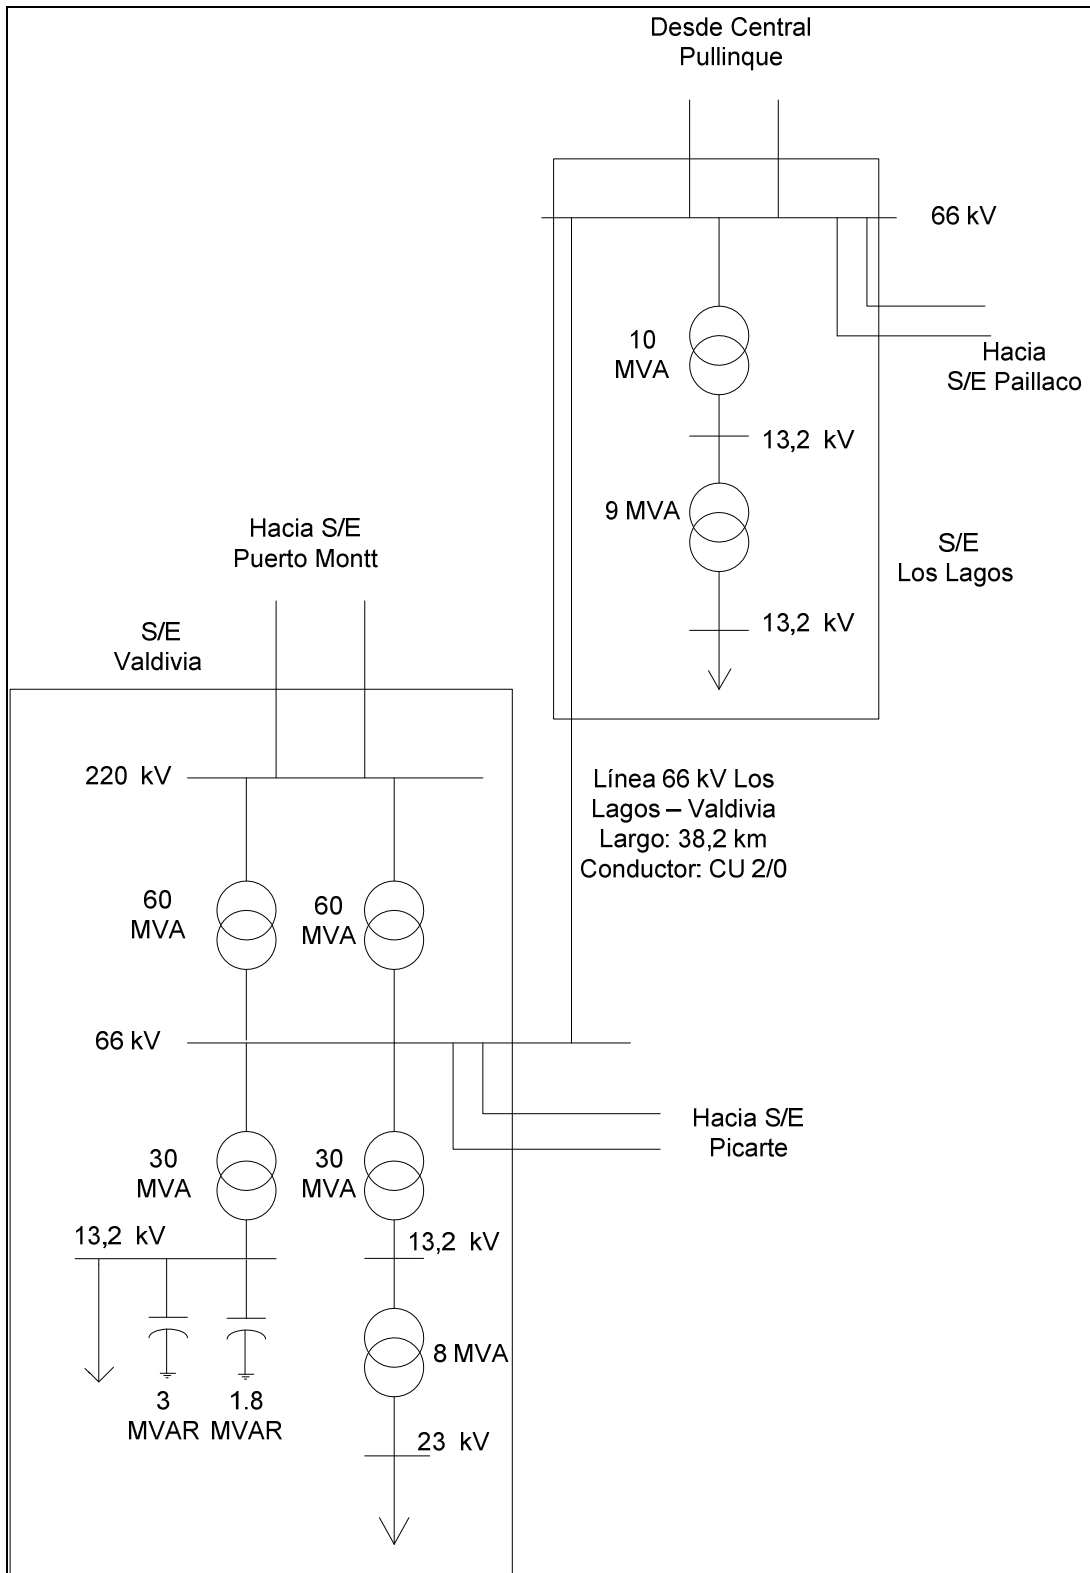 Desde Central
Pullinque
66 kV
10
MVA
Hacia
S/E Paillaco
13,2 kV
9 MVA
S/E
Los Lagos
13,2 kV
Hacia S/E
Puerto Montt
S/E
Valdivia
220 kV
Línea 66 kV Los
Lagos – Valdivia
Largo: 38,2 km
Conductor: CU 2/0
60
MVA
60
MVA
66 kV
Hacia S/E
Picarte
30
MVA
30
MVA
13,2 kV
13,2 kV
8 MVA
3
MVAR
1.8
MVAR
23 kV